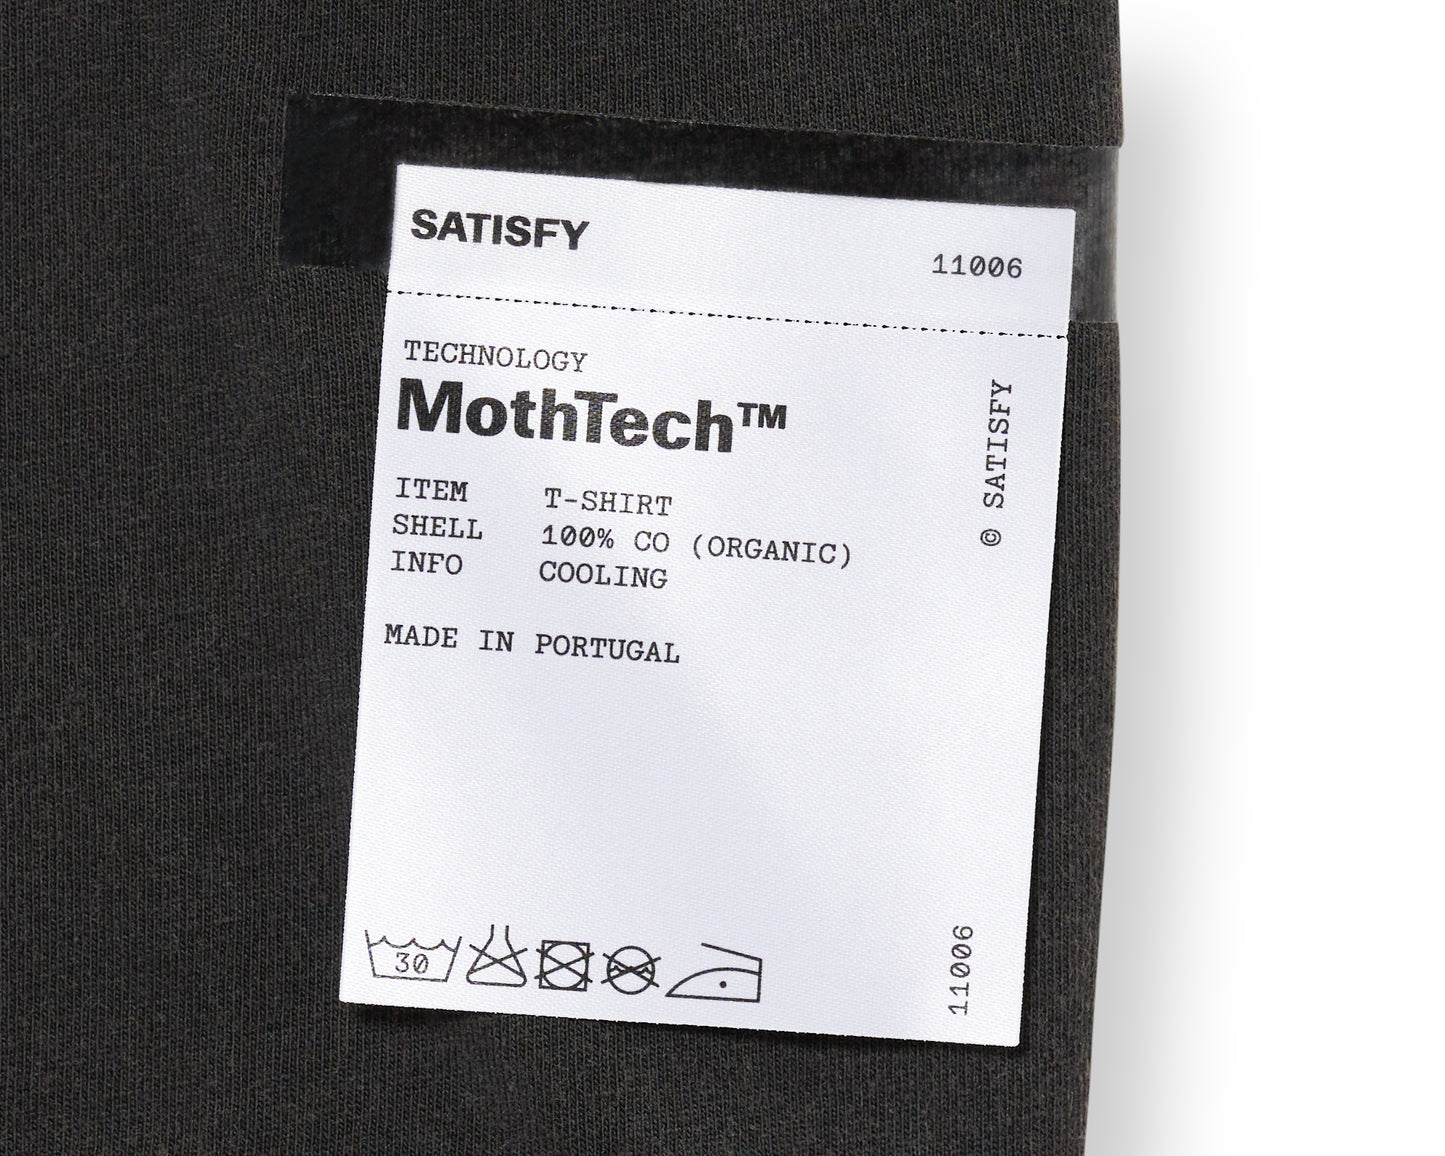 SATISFY
11006
TECHNOLOGY
MothTech™
ITEM T-SHIRT
SHELL 100% CO (ORGANIC)
INFO COOLING
MADE IN PORTUGAL
© SATISFY
30
11006